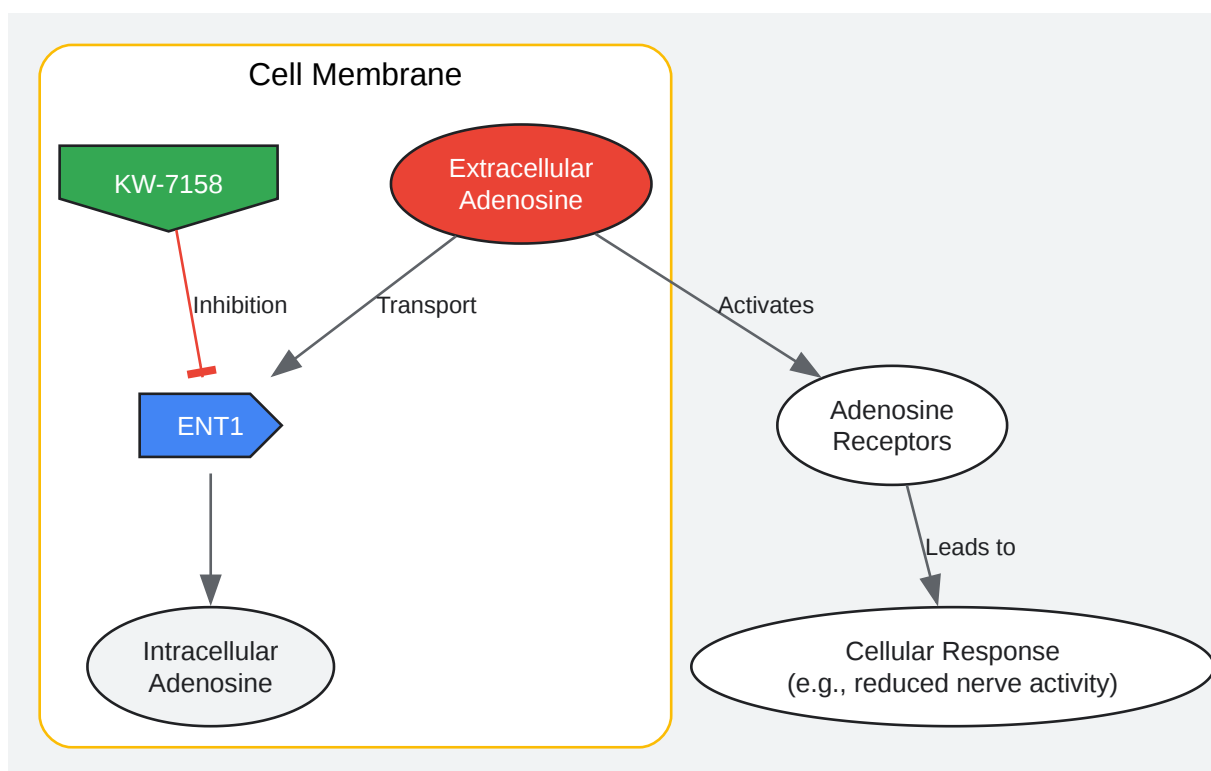 Cell Membrane
KW-7158
Extracellular
Adenosine
Inhibition
Transport
Activates
ENT1
Adenosine
Receptors
Leads to
Intracellular
Adenosine
Cellular Response
(e.g., reduced nerve activity)